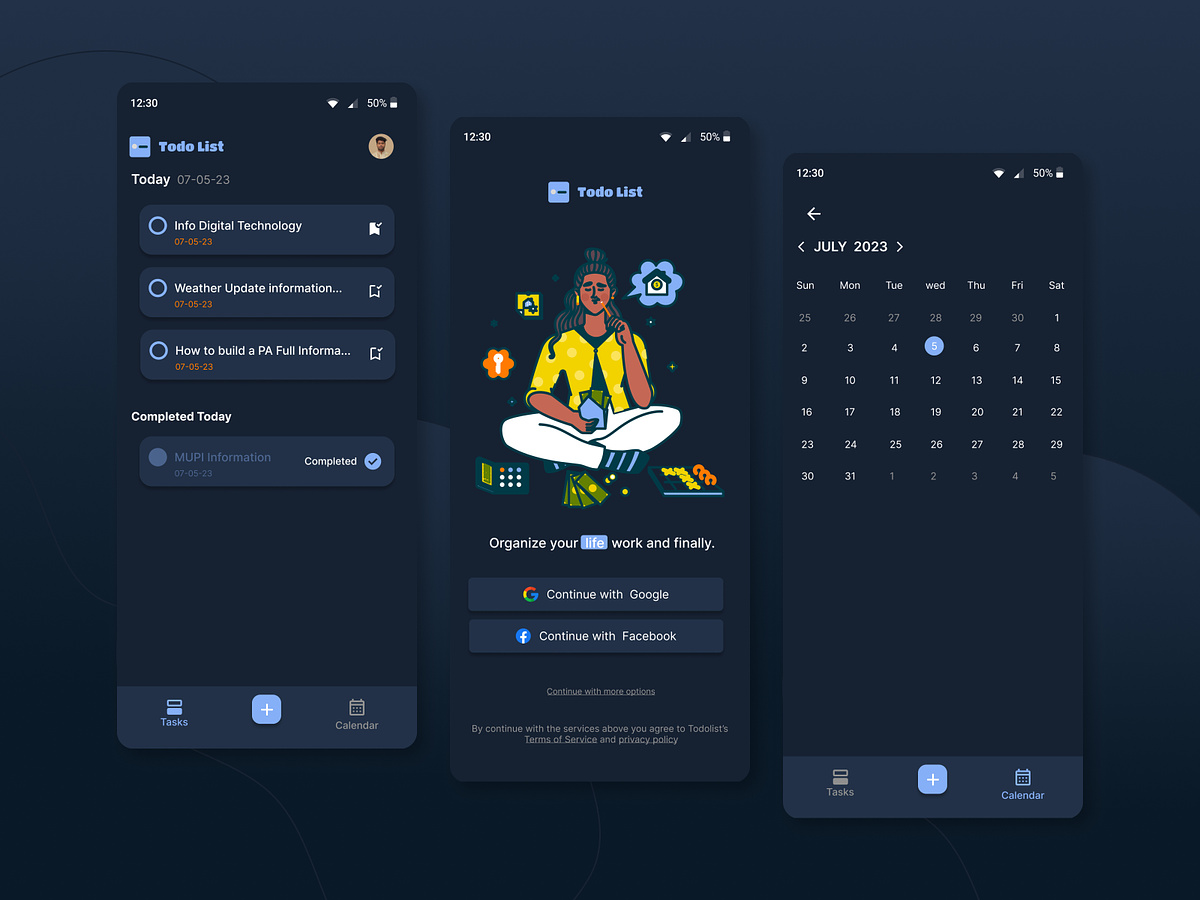 12:30
50%
Todo List
Today 07-05-23
Info Digital Technology
07-05-23
Weather Update information...
07-05-23
How to build a PA Full Informa...
07-05-23
Completed Today
MUPI Information
07-05-23
Completed
Tasks
Calendar
12:30
50%
Todo List
Organize your life work and finally.
Continue with Google
Continue with Facebook
Continue with more options
By continue with the services above you agree to Todolist's
Terms of Service and privacy policy
12:30
50%
JULY 2023
Sun Mon Tue wed Thu Fri Sat
25 26 27 28 29 30 1
2 3 4 5 6 7 8
9 10 11 12 13 14 15
16 17 18 19 20 21 22
23 24 25 26 27 28 29
30 31 1 2 3 4 5
Tasks
Calendar